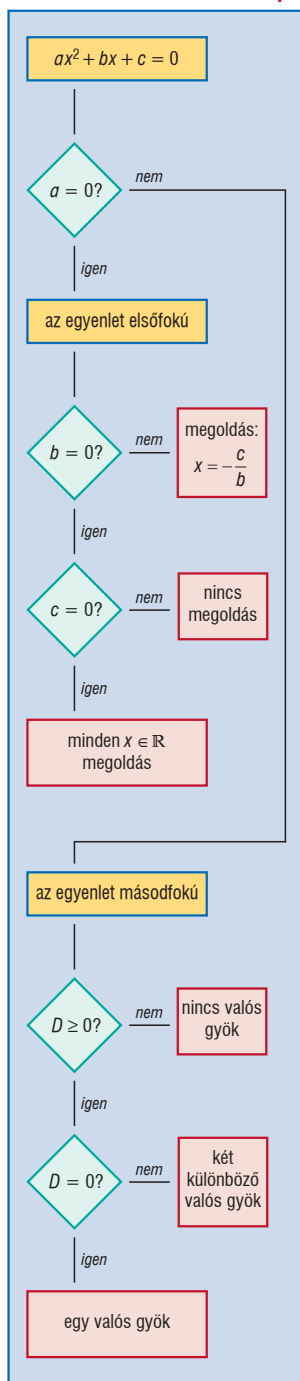 ax² + bx + c = 0
a = 0?
nem
igen
az egyenlet elsőfokú
b = 0?
nem
megoldás:
x = −c/b
igen
c = 0?
nem
nincs
megoldás
igen
minden x ∈ ℝ
megoldás
az egyenlet másodfokú
D ≥ 0?
nem
nincs valós
gyök
igen
D = 0?
nem
két
különböző
valós gyök
igen
egy valós gyök